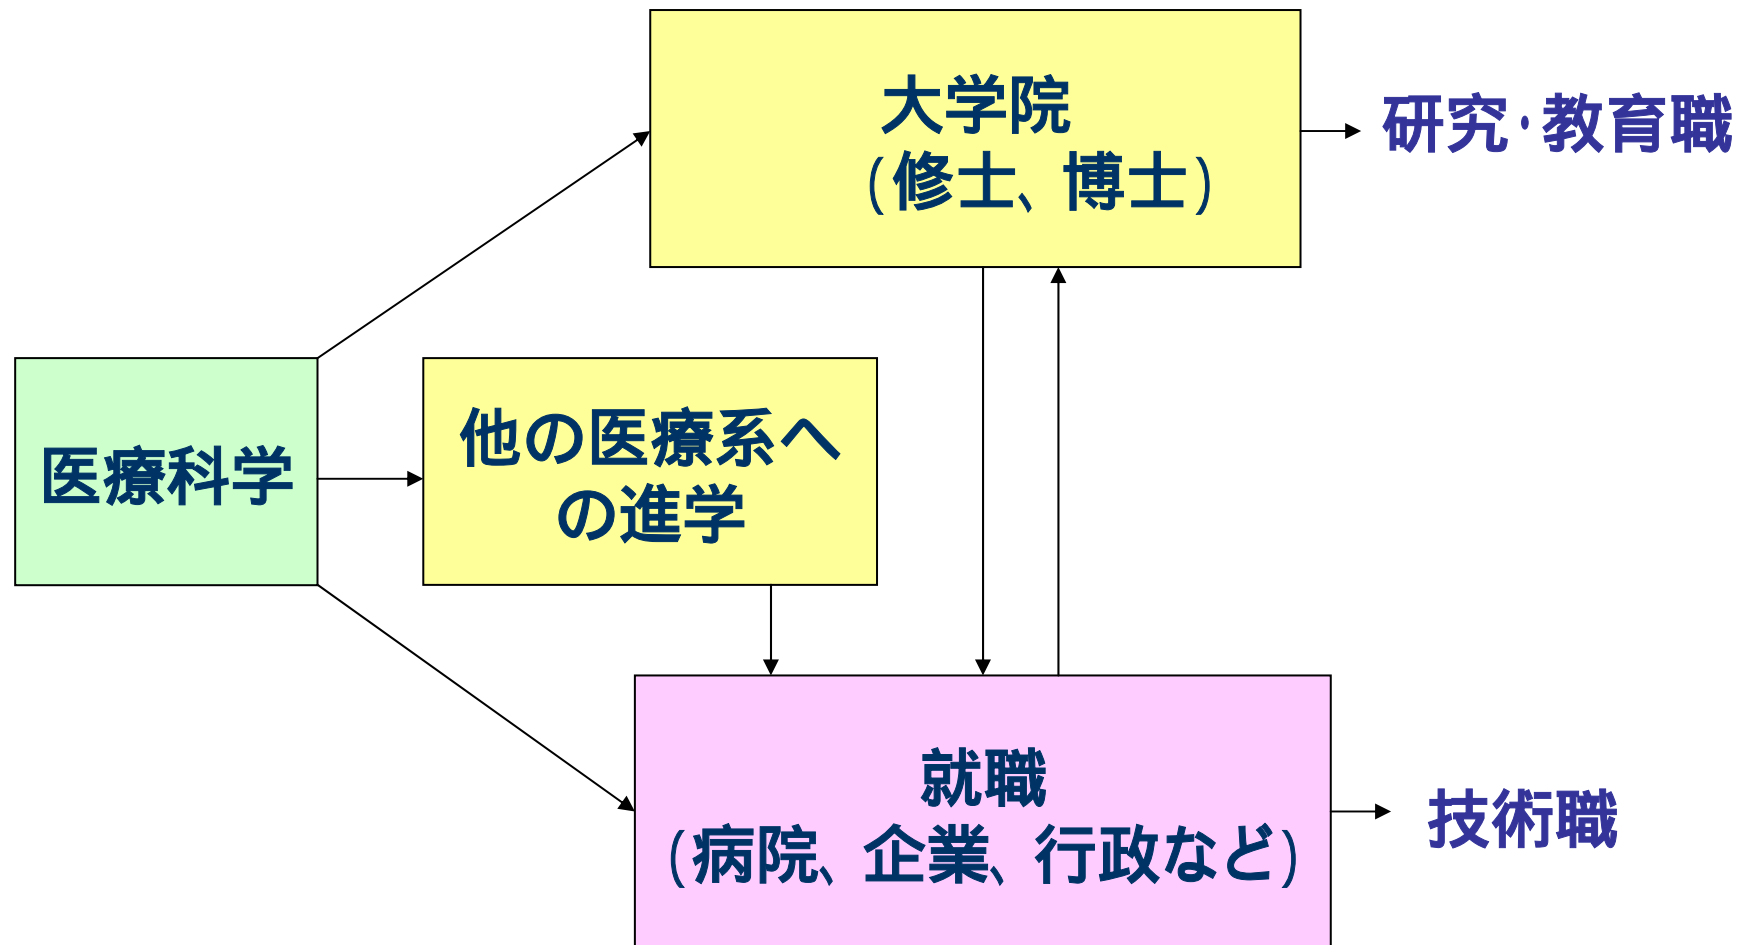 大学院
(修士、博士)
研究・教育職
医療科学
他の医療系へ
の進学
就職
(病院、企業、行政など)
技術職